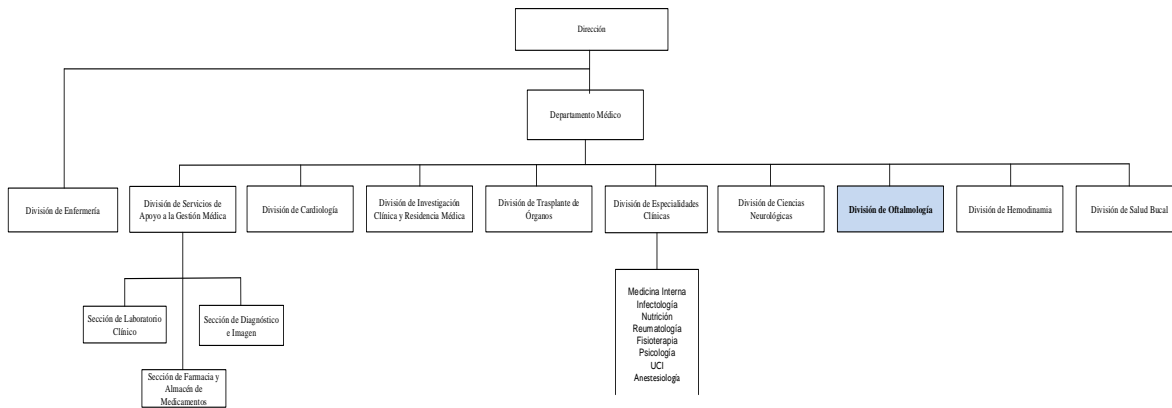 Dirección
Departamento Médico
División de Enfermería
División de Servicios de
Apoyo a la Gestión Médica
División de Cardiología
División de Investigación
Clínica y Residencia Médica
División de Trasplante de
Órganos
División de Especialidades
Clínicas
División de Ciencias
Neurológicas
División de Oftalmología
División de Hemodinamia
División de Salud Bucal
Sección de Laboratorio
Clínico
Sección de Diagnóstico
e Imagen
Sección de Farmacia y
Almacén de
Medicamentos
Medicina Interna
Infectología
Nutrición
Reumatología
Fisioterapia
Psicología
UCI
Anestesiología